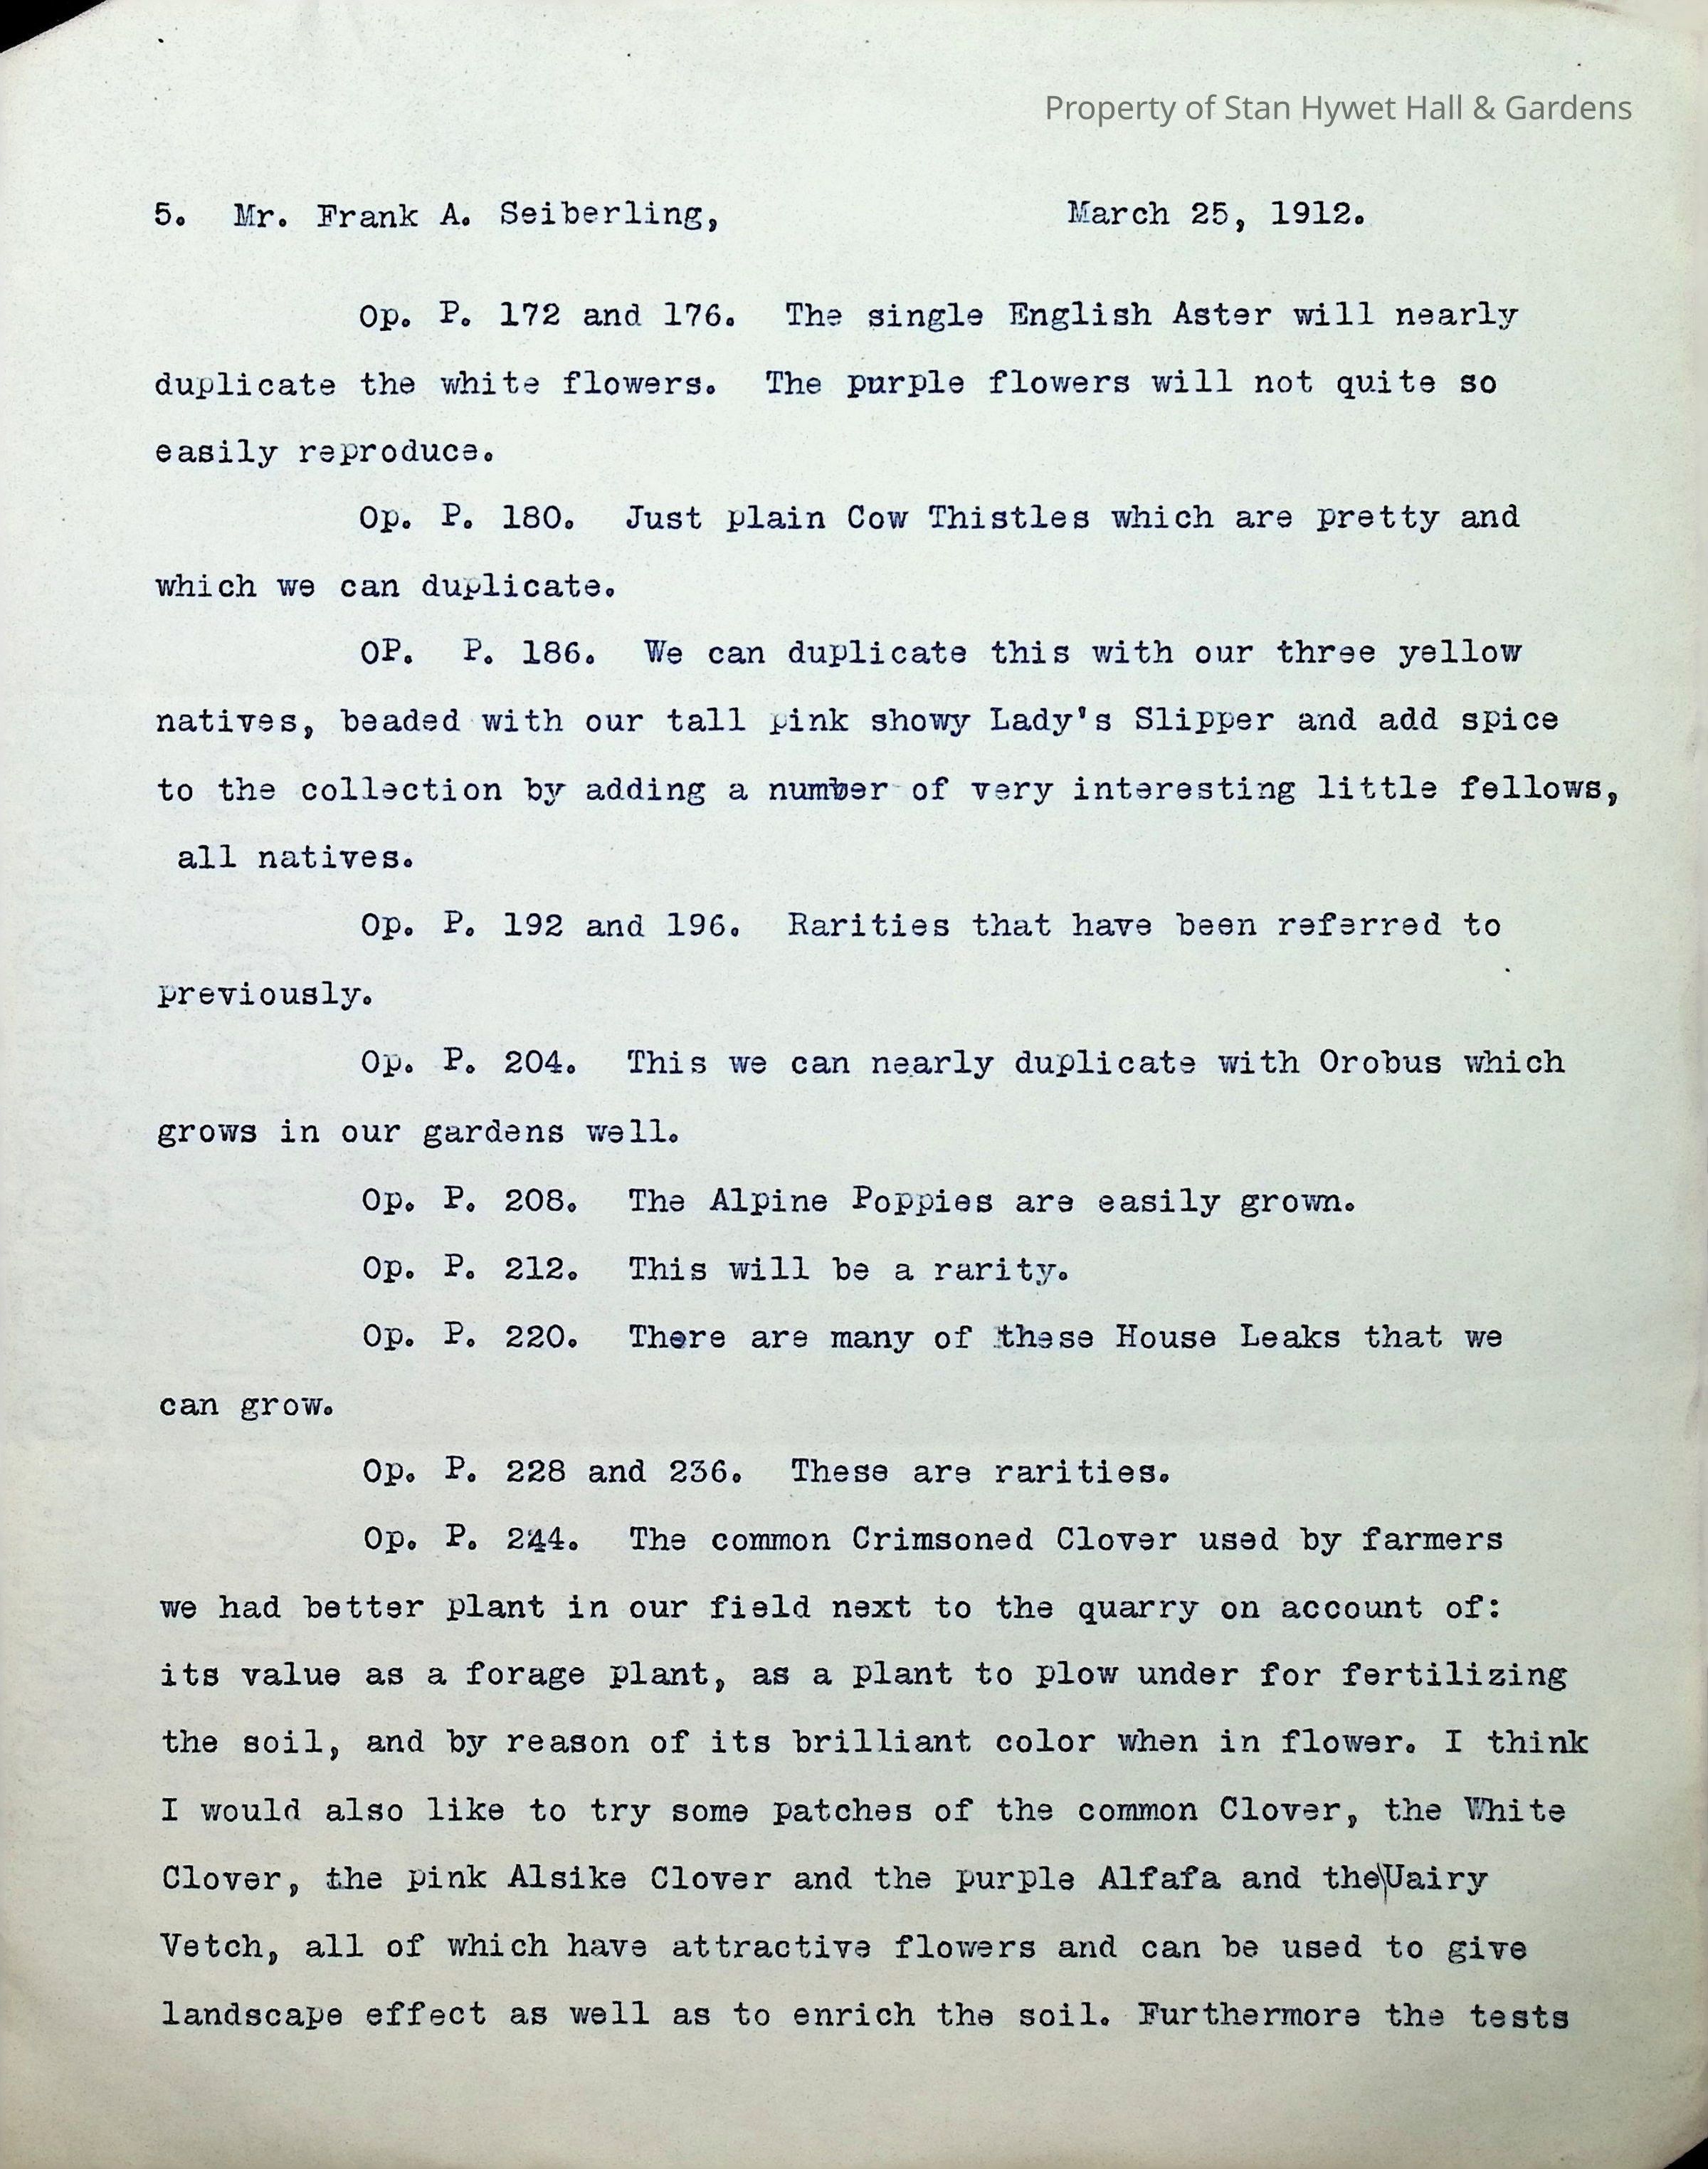 Property of Stan Hywet Hall & Gardens
5. Mr. Frank A. Seiberling, March 25, 1912.
Op. P. 172 and 176. The single English Aster will nearly
duplicate the white flowers. The purple flowers will not quite so
easily reproduce.
Op. P. 180. Just plain Cow Thistles which are pretty and
which we can duplicate.
OP. P. 186. We can duplicate this with our three yellow
natives, beaded with our tall pink showy Lady's Slipper and add spice
to the collection by adding a number of very interesting little fellows,
all natives.
Op. P. 192 and 196. Rarities that have been referred to
previously.
Op. P. 204. This we can nearly duplicate with Orobus which
grows in our gardens well.
Op. P. 208. The Alpine Poppies are easily grown.
Op. P. 212. This will be a rarity.
Op. P. 220. There are many of these House Leaks that we
can grow.
Op. P. 228 and 236. These are rarities.
Op. P. 244. The common Crimsoned Clover used by farmers
we had better plant in our field next to the quarry on account of:
its value as a forage plant, as a plant to plow under for fertilizing
the soil, and by reason of its brilliant color when in flower. I think
I would also like to try some patches of the common Clover, the White
Clover, the pink Alsike Clover and the purple Alfafa and the\Uairy
Vetch, all of which have attractive flowers and can be used to give
landscape effect as well as to enrich the soil. Furthermore the tests